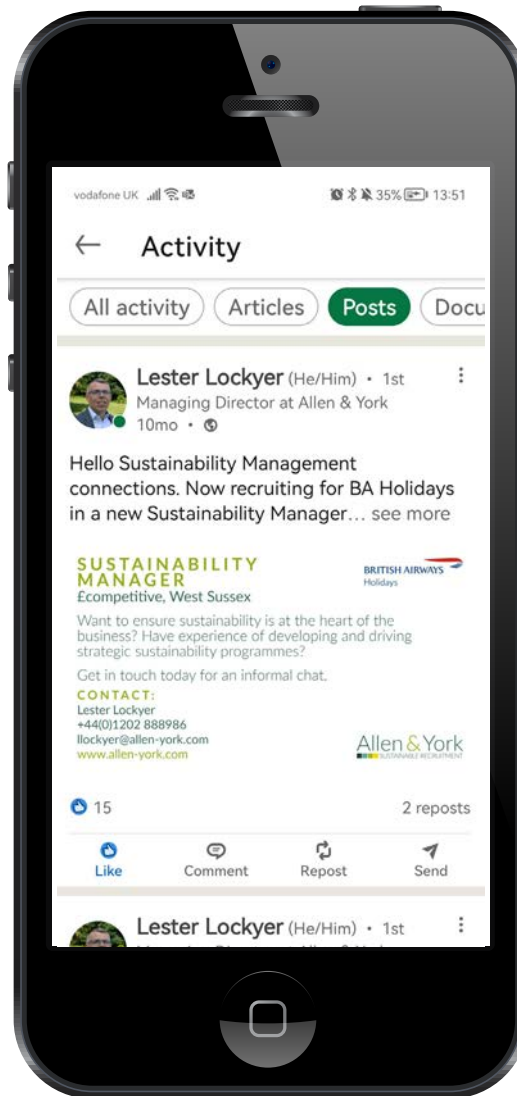 vodafone UK 35% 13:51
Activity
All activity Articles Posts Docu
Lester Lockyer (He/Him) • 1st
Managing Director at Allen & York
10mo •
Hello Sustainability Management
connections. Now recruiting for BA Holidays
in a new Sustainability Manager... see more
SUSTAINABILITY
MANAGER
£competitive, West Sussex
BRITISH AIRWAYS
Holidays
Want to ensure sustainability is at the heart of the
business? Have experience of developing and driving
strategic sustainability programmes?
Get in touch today for an informal chat.
CONTACT:
Lester Lockyer
+44(0)1202 888986
llockyer@allen-york.com
www.allen-york.com
Allen & York
SUSTAINABLE RECRUITMENT
15 2 reposts
Like Comment Repost Send
Lester Lockyer (He/Him) • 1st